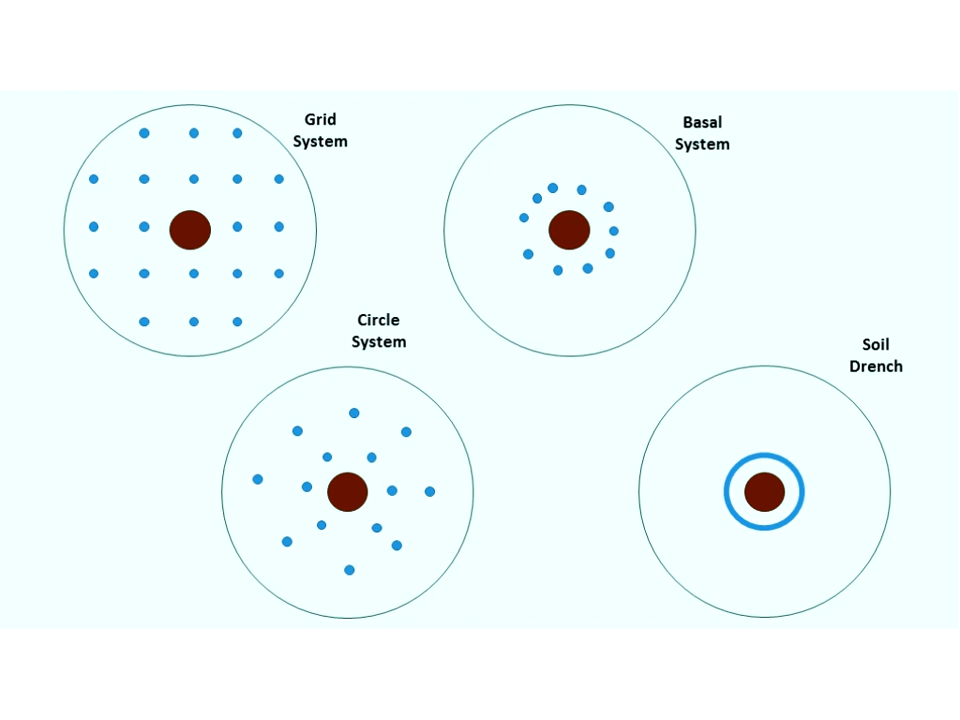 Grid
System
Basal
System
Circle
System
Soil
Drench